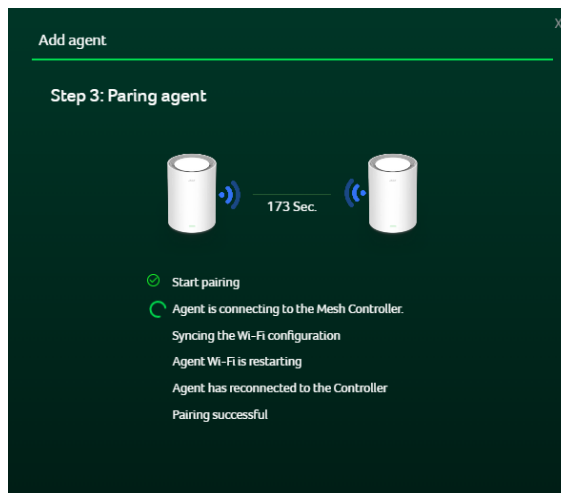 X
Add agent
Step 3: Paring agent
173 Sec.
Start pairing
Agent is connecting to the Mesh Controller.
Syncing the Wi-Fi configuration
Agent Wi-Fi is restarting
Agent has reconnected to the Controller
Pairing successful